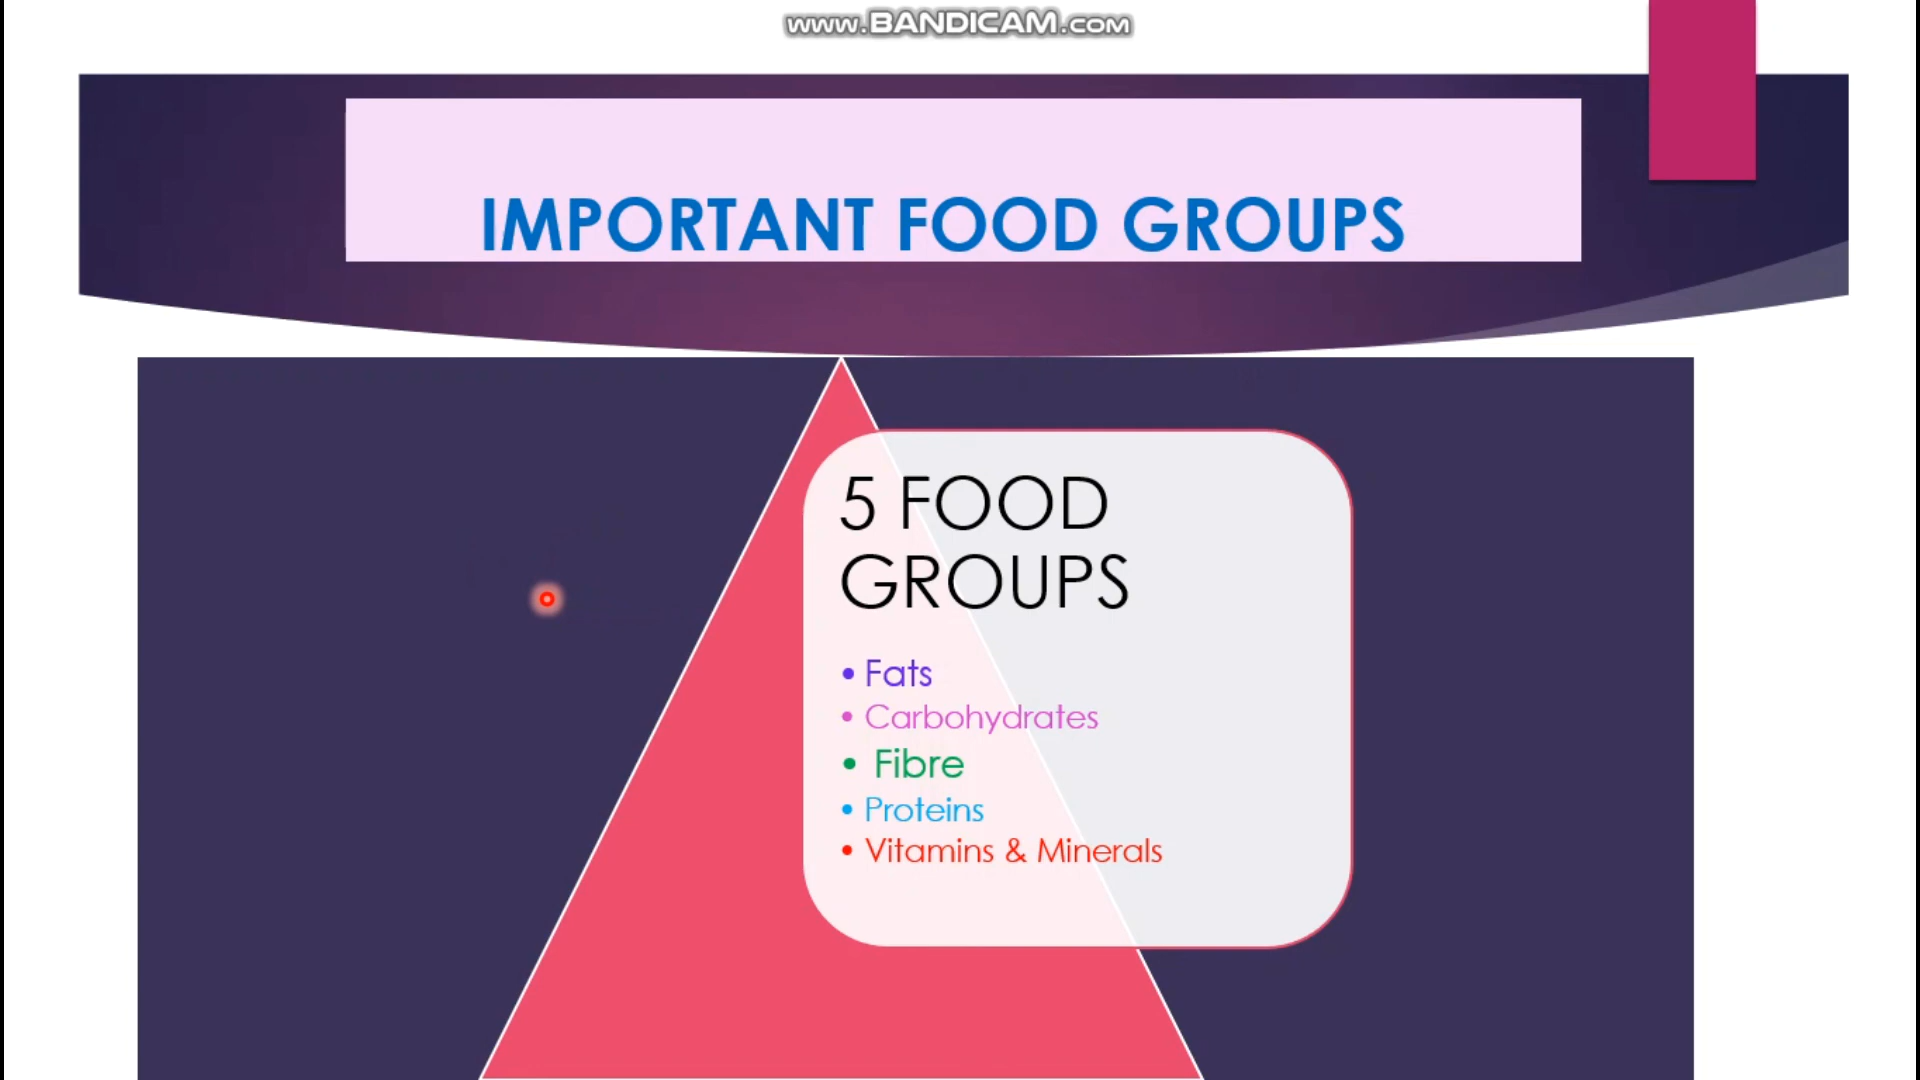 www.BANDICAM.com
IMPORTANT FOOD GROUPS
5 FOOD
GROUPS
• Fats
• Carbohydrates
• Fibre
• Proteins
• Vitamins & Minerals